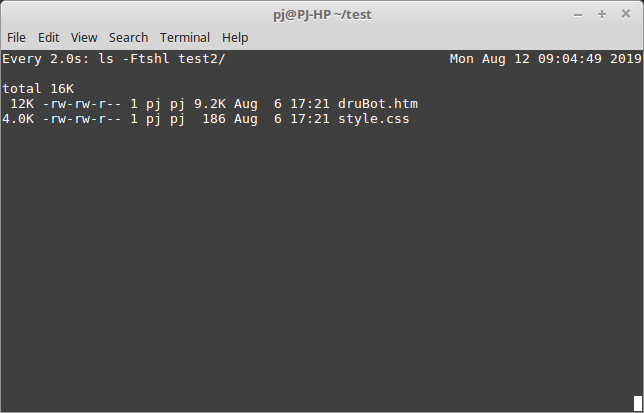 pj@PJ-HP ~/test
File Edit View Search Terminal Help
Every 2.0s: ls -Ftshl test2/ Mon Aug 12 09:04:49 2019
total 16K
 12K -rw-rw-r-- 1 pj pj 9.2K Aug  6 17:21 druBot.htm
4.0K -rw-rw-r-- 1 pj pj  186 Aug  6 17:21 style.css